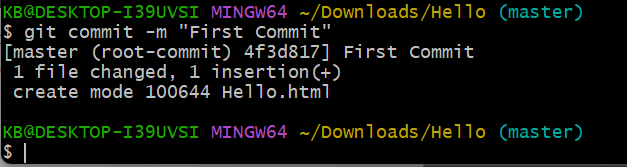 KB@DESKTOP-I39UVSI MINGW64 ~/Downloads/Hello (master)
$ git commit -m "First Commit"
[master (root-commit) 4f3d817] First Commit
 1 file changed, 1 insertion(+)
 create mode 100644 Hello.html

KB@DESKTOP-I39UVSI MINGW64 ~/Downloads/Hello (master)
$